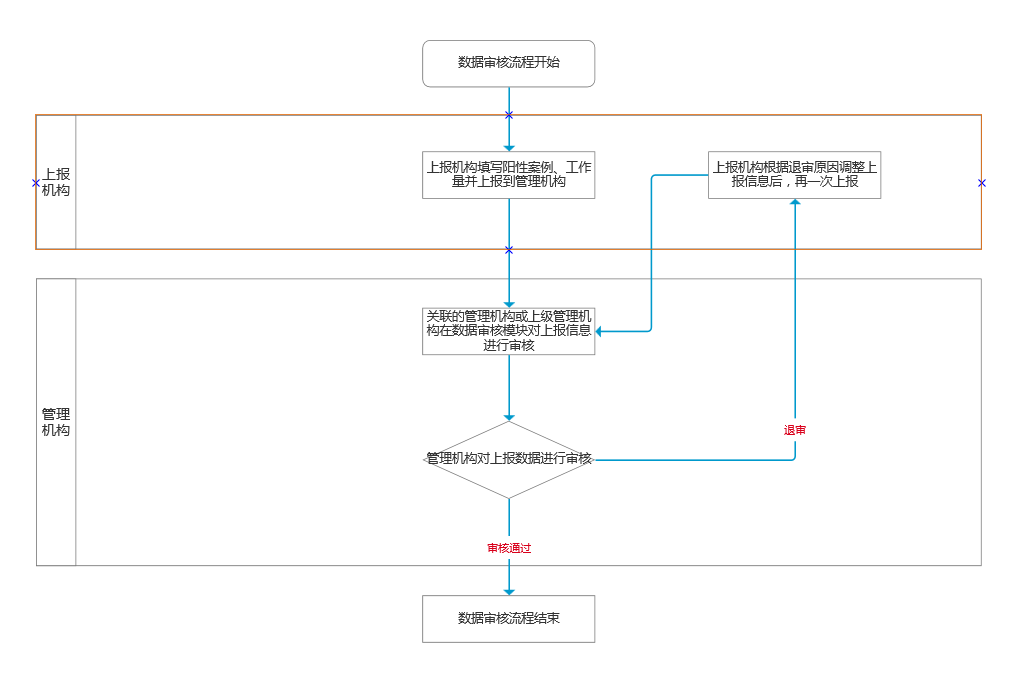 数据审核流程开始
上报
机构
上报机构填写阳性案例、工作
量并上报到管理机构
上报机构根据退审原因调整上
报信息后，再一次上报
关联的管理机构或上级管理机
构在数据审核模块对上报信息
进行审核
管理
机构
退审
管理机构对上报数据进行审核
审核通过
数据审核流程结束